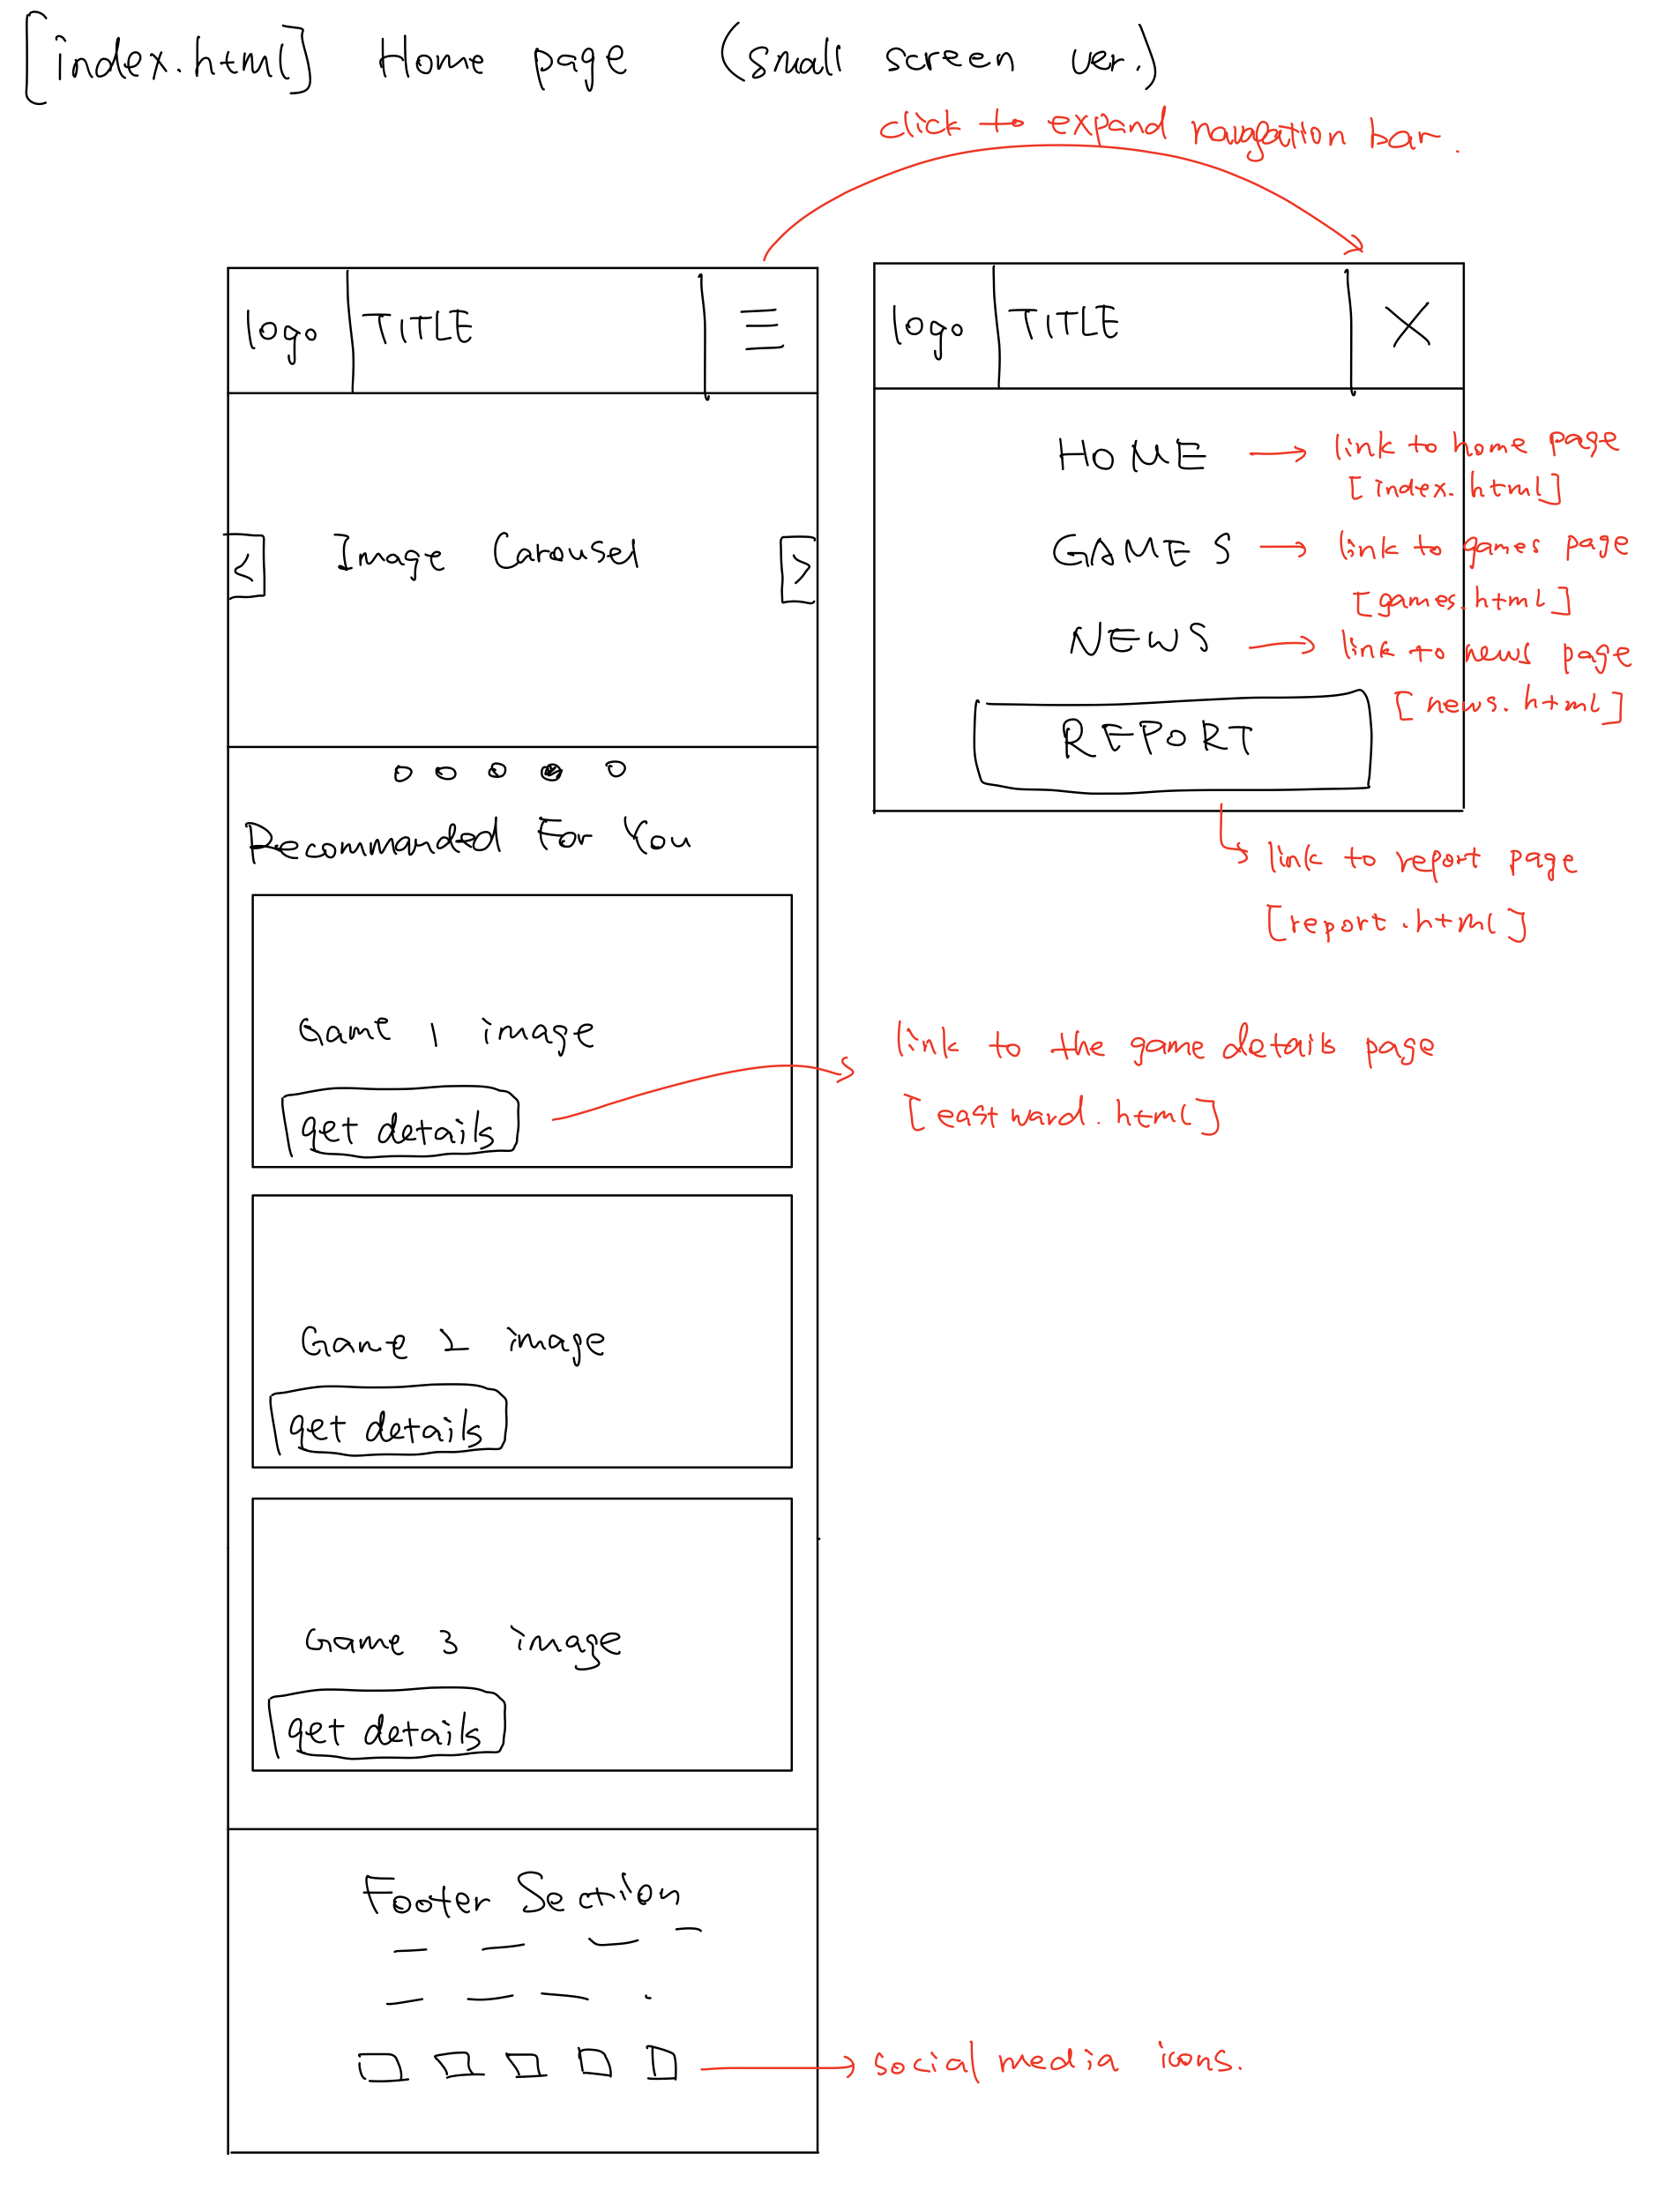 [index.html] Home page (small screen ver.)
click to expand navagation bar.
logo TITLE
Image Carousel
<
>
Recommanded For You
Game 1 image
get details
Game 2 image
get details
Game 3 image
get details
Footer Section
logo TITLE X
HOME
link to home page
[index.html]
GAMES
link to games page
[games.html]
NEWS
link to news page
[news.html]
REPORT
link to report page
[report.html]
link to the game details page
[eastward.html]
social media icons.